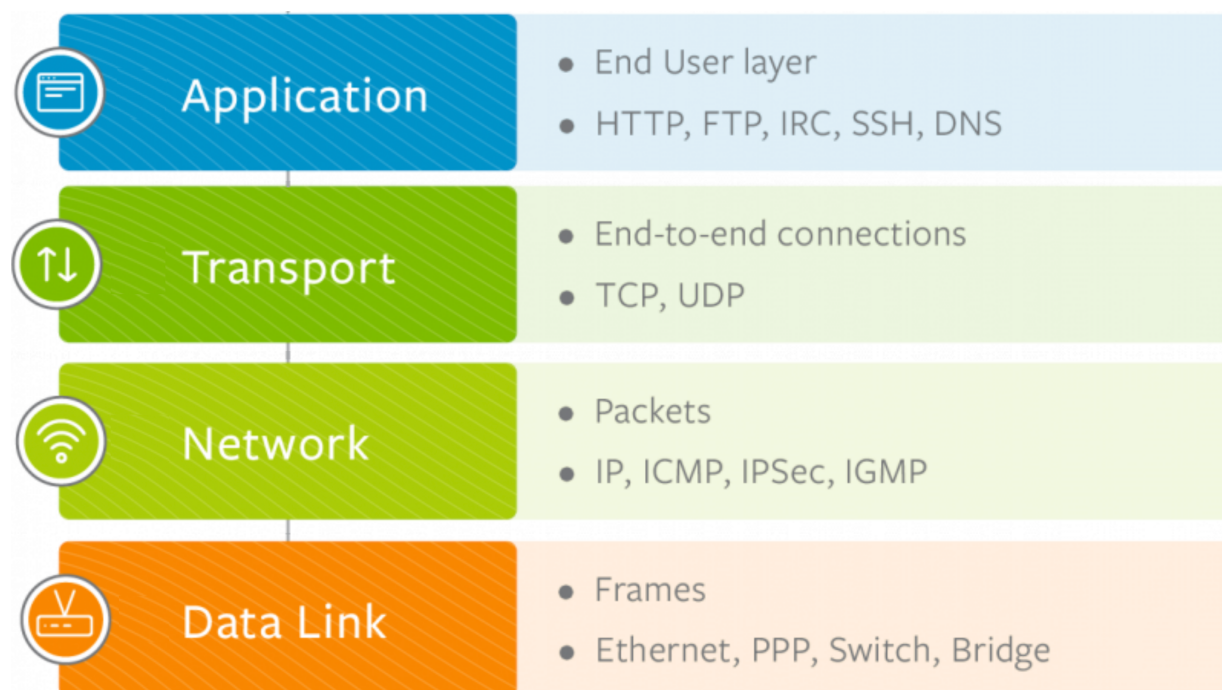 Application
• End User layer
• HTTP, FTP, IRC, SSH, DNS
Transport
• End-to-end connections
• TCP, UDP
Network
• Packets
• IP, ICMP, IPSec, IGMP
Data Link
• Frames
• Ethernet, PPP, Switch, Bridge